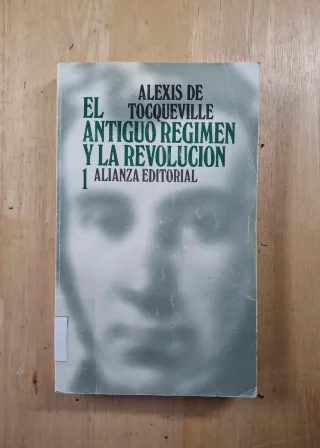 ALEXIS DE
TOCQUEVILLE
EL
ANTIGUO REGIMEN
Y LA REVOLUCION
1 ALIANZA EDITORIAL